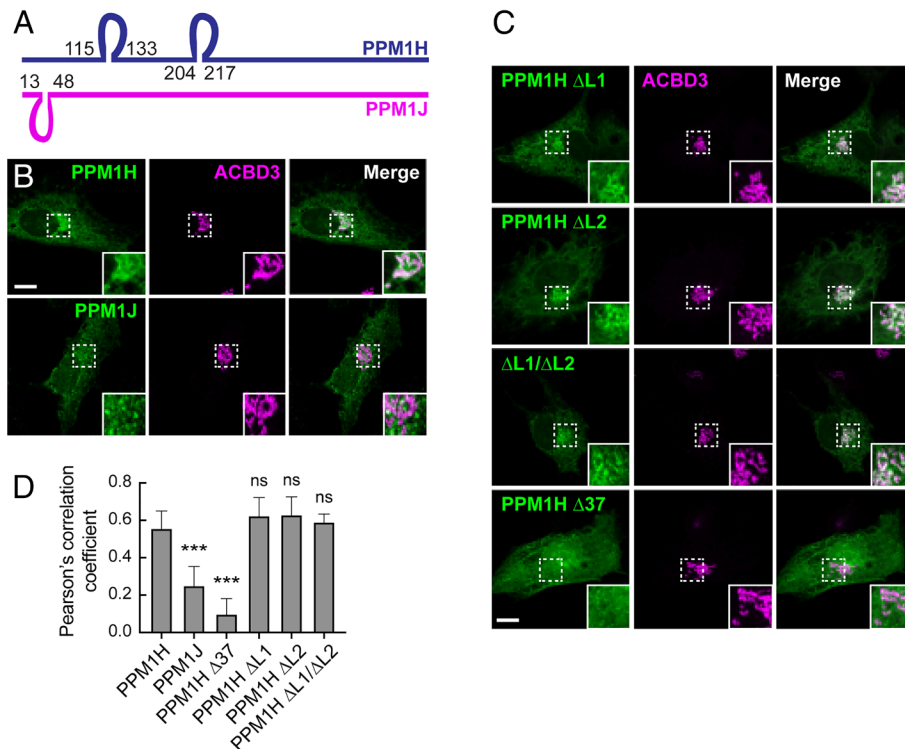 A
115 133 PPM1H
204 217
13 48
PPM1J
B
PPM1H ACBD3 Merge
PPM1J
C
PPM1H ΔL1 ACBD3 Merge
PPM1H ΔL2
ΔL1/ΔL2
PPM1H Δ37
D
Pearson's correlation
coefficient
0.8
0.6
0.4
0.2
0.0
*** *** ns ns ns
PPM1H
PPM1J
PPM1H Δ37
PPM1H ΔL1
PPM1H ΔL2
PPM1H ΔL1/ΔL2